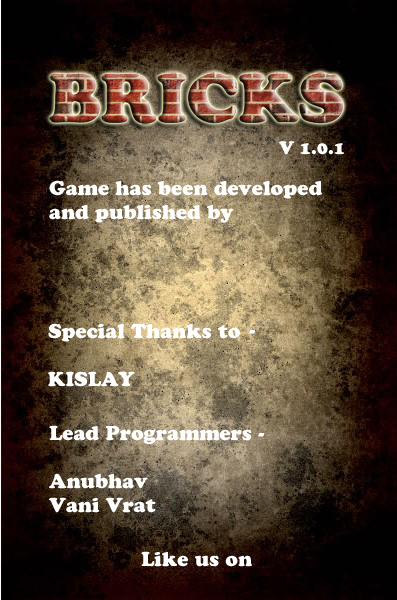 BRICKS
V 1.0.1
Game has been developed
and published by
Special Thanks to -
KISLAY
Lead Programmers -
Anubhav
Vani Vrat
Like us on